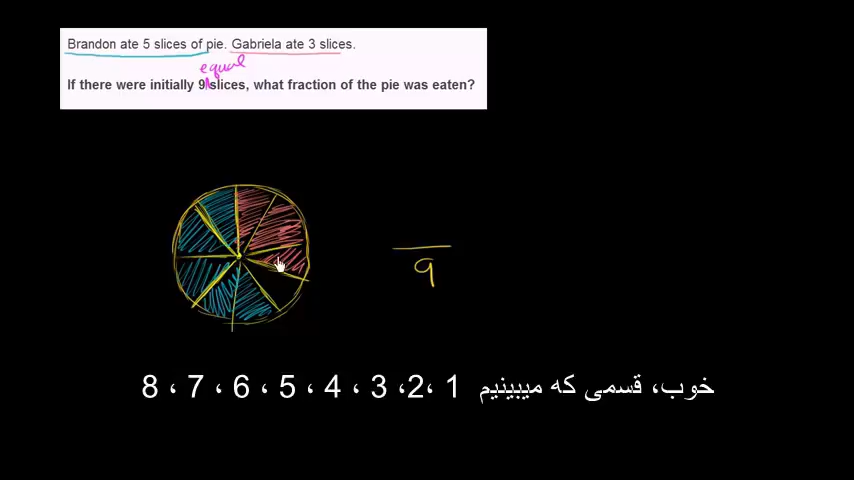 Brandon ate 5 slices of pie. Gabriela ate 3 slices.
equal
If there were initially 9 slices, what fraction of the pie was eaten?
9
خوب، قسمی که میبینیم 1 ،2، 3 ، 4 ، 5 ، 6 ، 7 ، 8